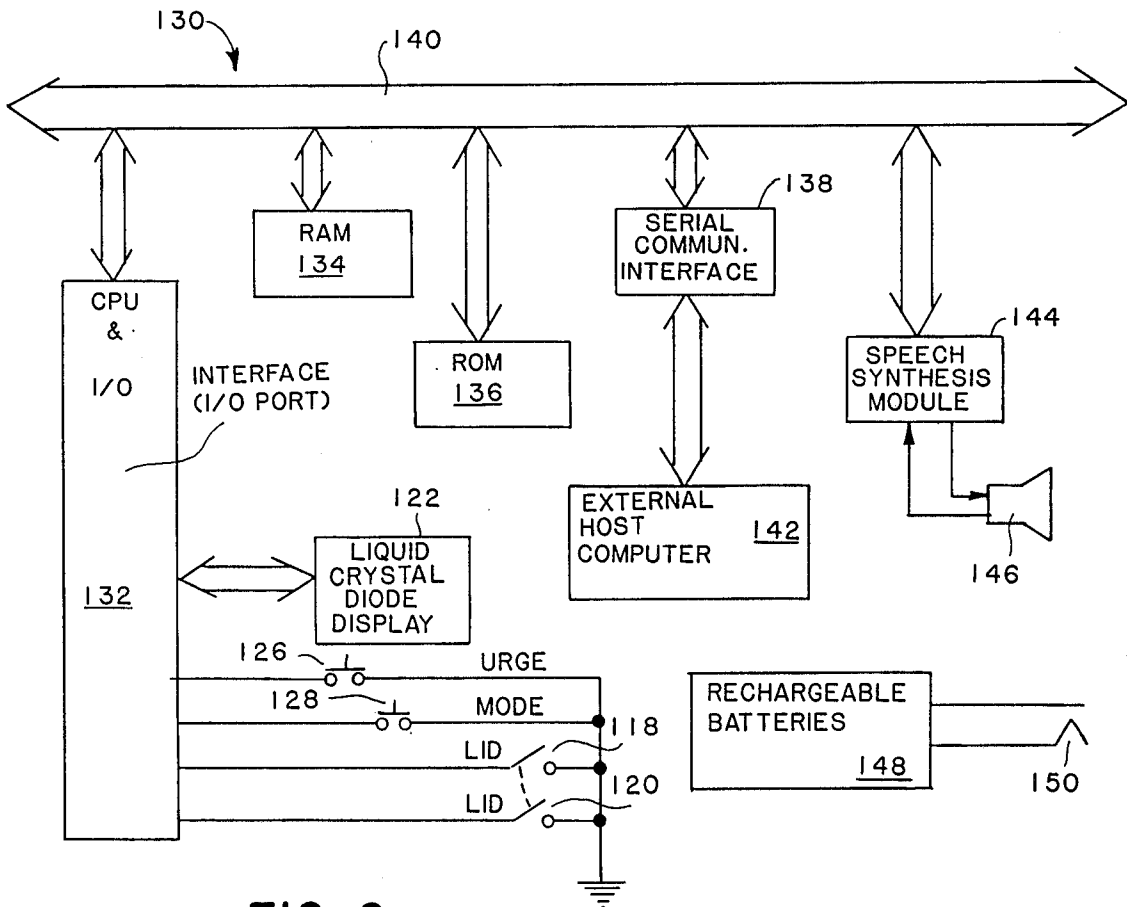 130
140
138
SERIAL
COMMUN.
INTERFACE
RAM
134
CPU
&
I/O
144
ROM
136
SPEECH
SYNTHESIS
MODULE
INTERFACE
(I/O PORT)
122
EXTERNAL
HOST
COMPUTER
142
146
LIQUID
CRYSTAL
DIODE
DISPLAY
132
126
URGE
128
MODE
118
LID
120
LID
RECHARGEABLE
BATTERIES
148
150